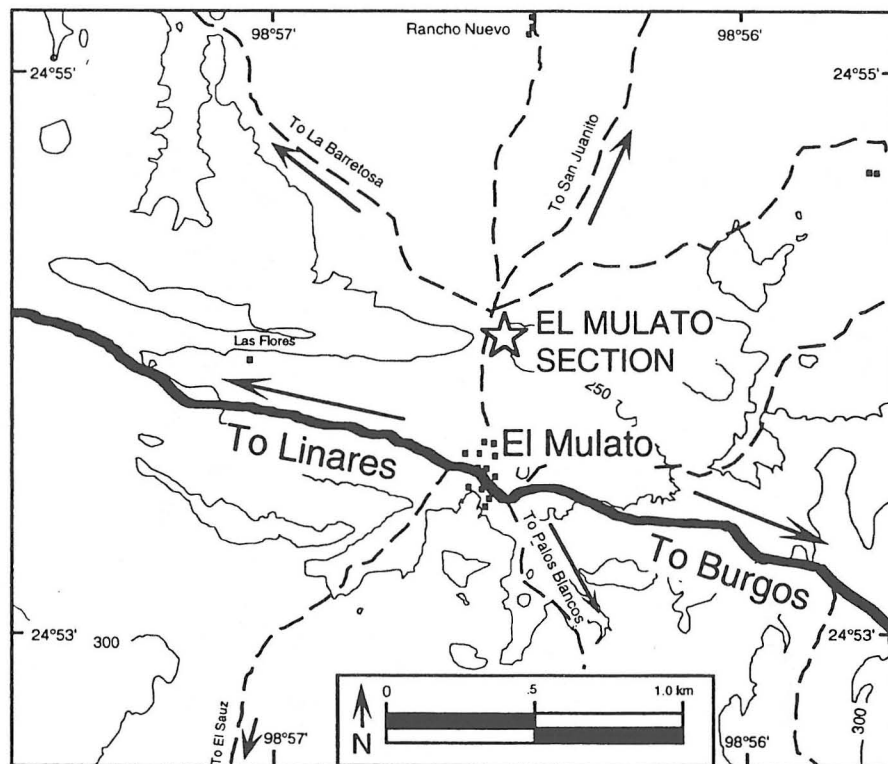 Rancho Nuevo
98°57'
98°56'
24°55'
24°55'
To La Barretosa
To San Juanito
EL MULATO
SECTION
Las Flores
250
To Linares
El Mulato
To Palos Blancos
To Burgos
24°53'
24°53'
300
300
To El Sauz
98°57'
98°56'
0 .5 1.0 km
N